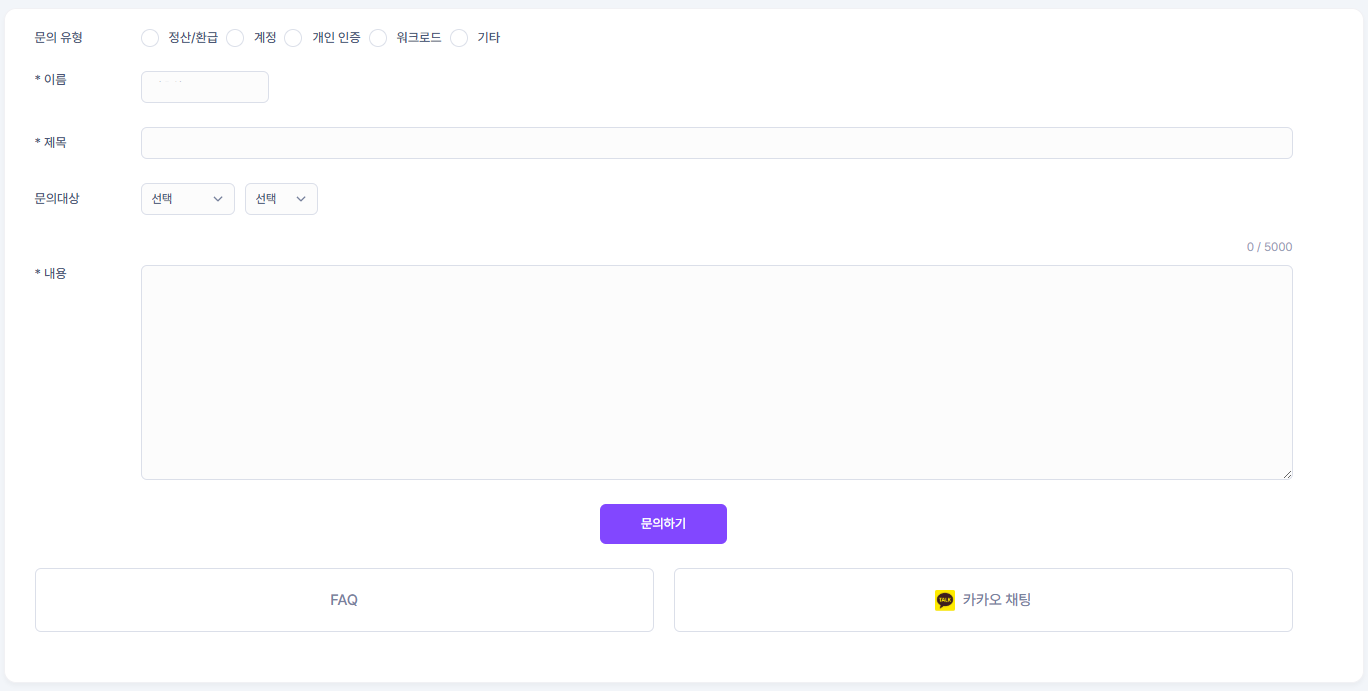 문의 유형 정산/환급 계정 개인 인증 워크로드 기타
* 이름
* 제목
문의대상 선택 선택
0 / 5000
* 내용
문의하기
FAQ
TALK 카카오 채팅